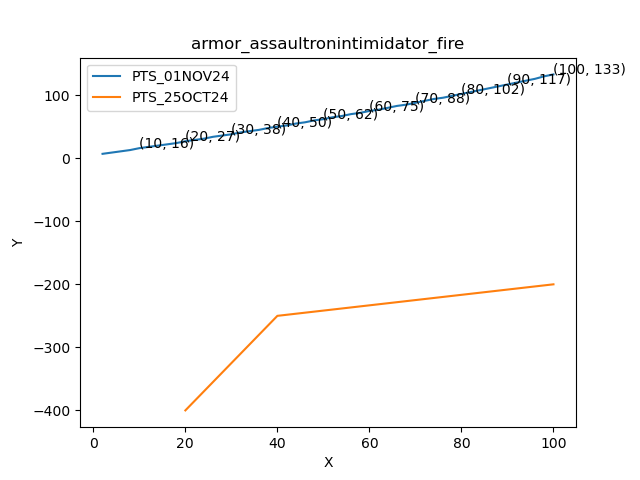 armor_assaultronintimidator_fire
PTS_01NOV24
PTS_25OCT24
(100, 133)
(90, 117)
(80, 102)
(70, 88)
(60, 75)
(50, 62)
(40, 50)
(30, 38)
(20, 27)
(10, 16)
100
0
−100
−200
−300
−400
Y
0 20 40 60 80 100
X